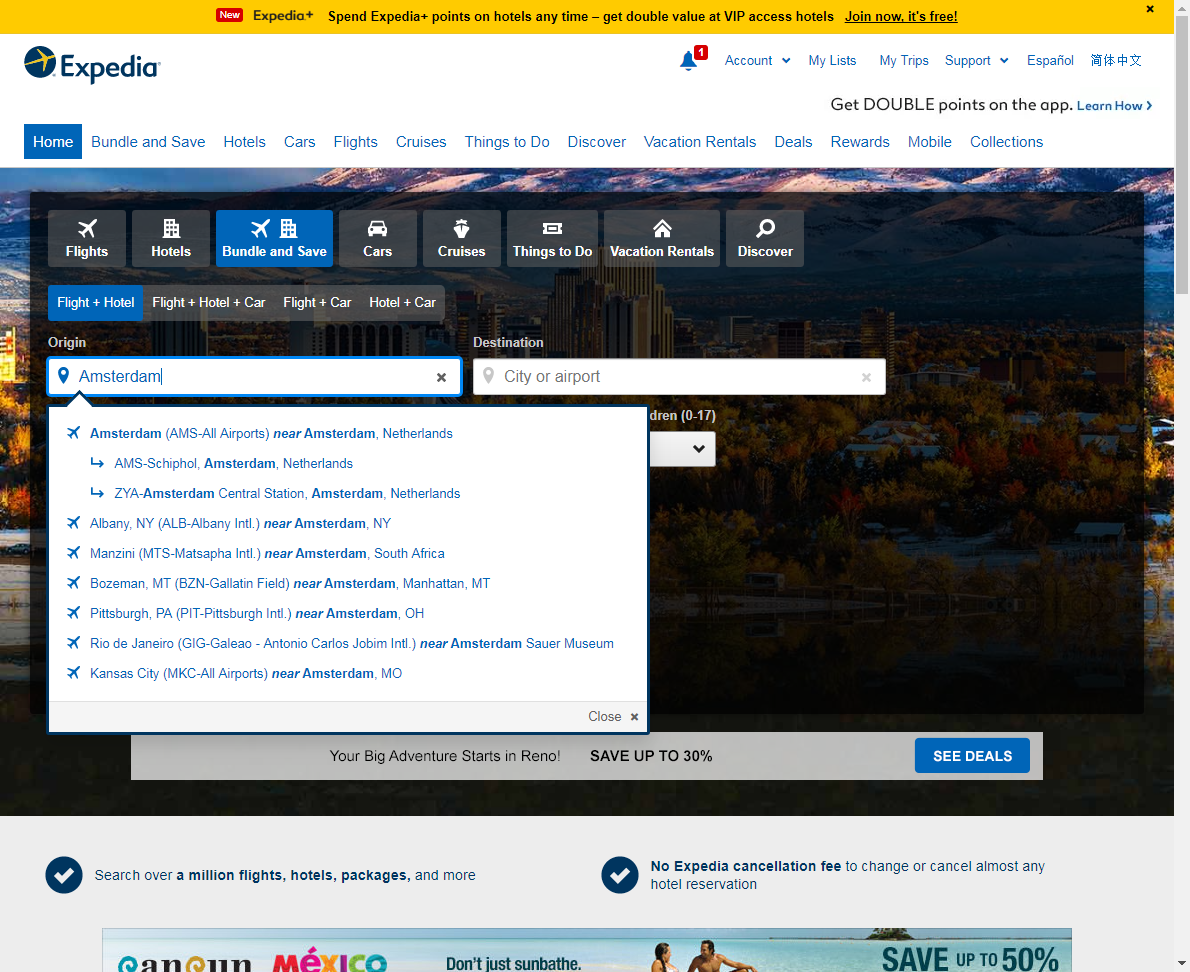 New Expedia+ Spend Expedia+ points on hotels any time – get double value at VIP access hotels Join now, it's free!
Expedia
1 Account My Lists My Trips Support Español 简体中文
Get DOUBLE points on the app. Learn How
Home Bundle and Save Hotels Cars Flights Cruises Things to Do Discover Vacation Rentals Deals Rewards Mobile Collections
Flights Hotels Bundle and Save Cars Cruises Things to Do Vacation Rentals Discover
Flight + Hotel Flight + Hotel + Car Flight + Car Hotel + Car
Origin Destination
Amsterdam City or airport
dren (0-17)
Amsterdam (AMS-All Airports) near Amsterdam, Netherlands
AMS-Schiphol, Amsterdam, Netherlands
ZYA-Amsterdam Central Station, Amsterdam, Netherlands
Albany, NY (ALB-Albany Intl.) near Amsterdam, NY
Manzini (MTS-Matsapha Intl.) near Amsterdam, South Africa
Bozeman, MT (BZN-Gallatin Field) near Amsterdam, Manhattan, MT
Pittsburgh, PA (PIT-Pittsburgh Intl.) near Amsterdam, OH
Rio de Janeiro (GIG-Galeao - Antonio Carlos Jobim Intl.) near Amsterdam Sauer Museum
Kansas City (MKC-All Airports) near Amsterdam, MO
Close
Your Big Adventure Starts in Reno! SAVE UP TO 30% SEE DEALS
Search over a million flights, hotels, packages, and more
No Expedia cancellation fee to change or cancel almost any
hotel reservation
cancun MÉXICO Don't just sunbathe. SAVE UP TO 50%